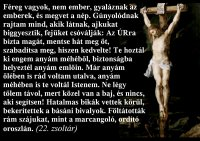 Féreg vagyok, nem ember, gyaláznak az
emberek, és megvet a nép. Gúnyolódnak
rajtam mind, akik látnak, ajkukat
biggyesztik, fejüket csóválják: Az ÚRra
bízta magát, mentse hát meg őt,
szabadítsa meg, hiszen kedvelte! Te hoztál
ki engem anyám méhéből, biztonságba
helyeztél anyám emlőin. Már anyám
ölében is rád voltam utalva, anyám
méhében is te voltál Istenem. Ne légy
tőlem távol, mert közel van a baj, és nincs,
aki segítsen! Hatalmas bikák vettek körül,
bekerítettek a básáni bivalyok. Föltátották
rám szájukat, mint a marcangoló, ordító
oroszlán. (22. zsoltár)